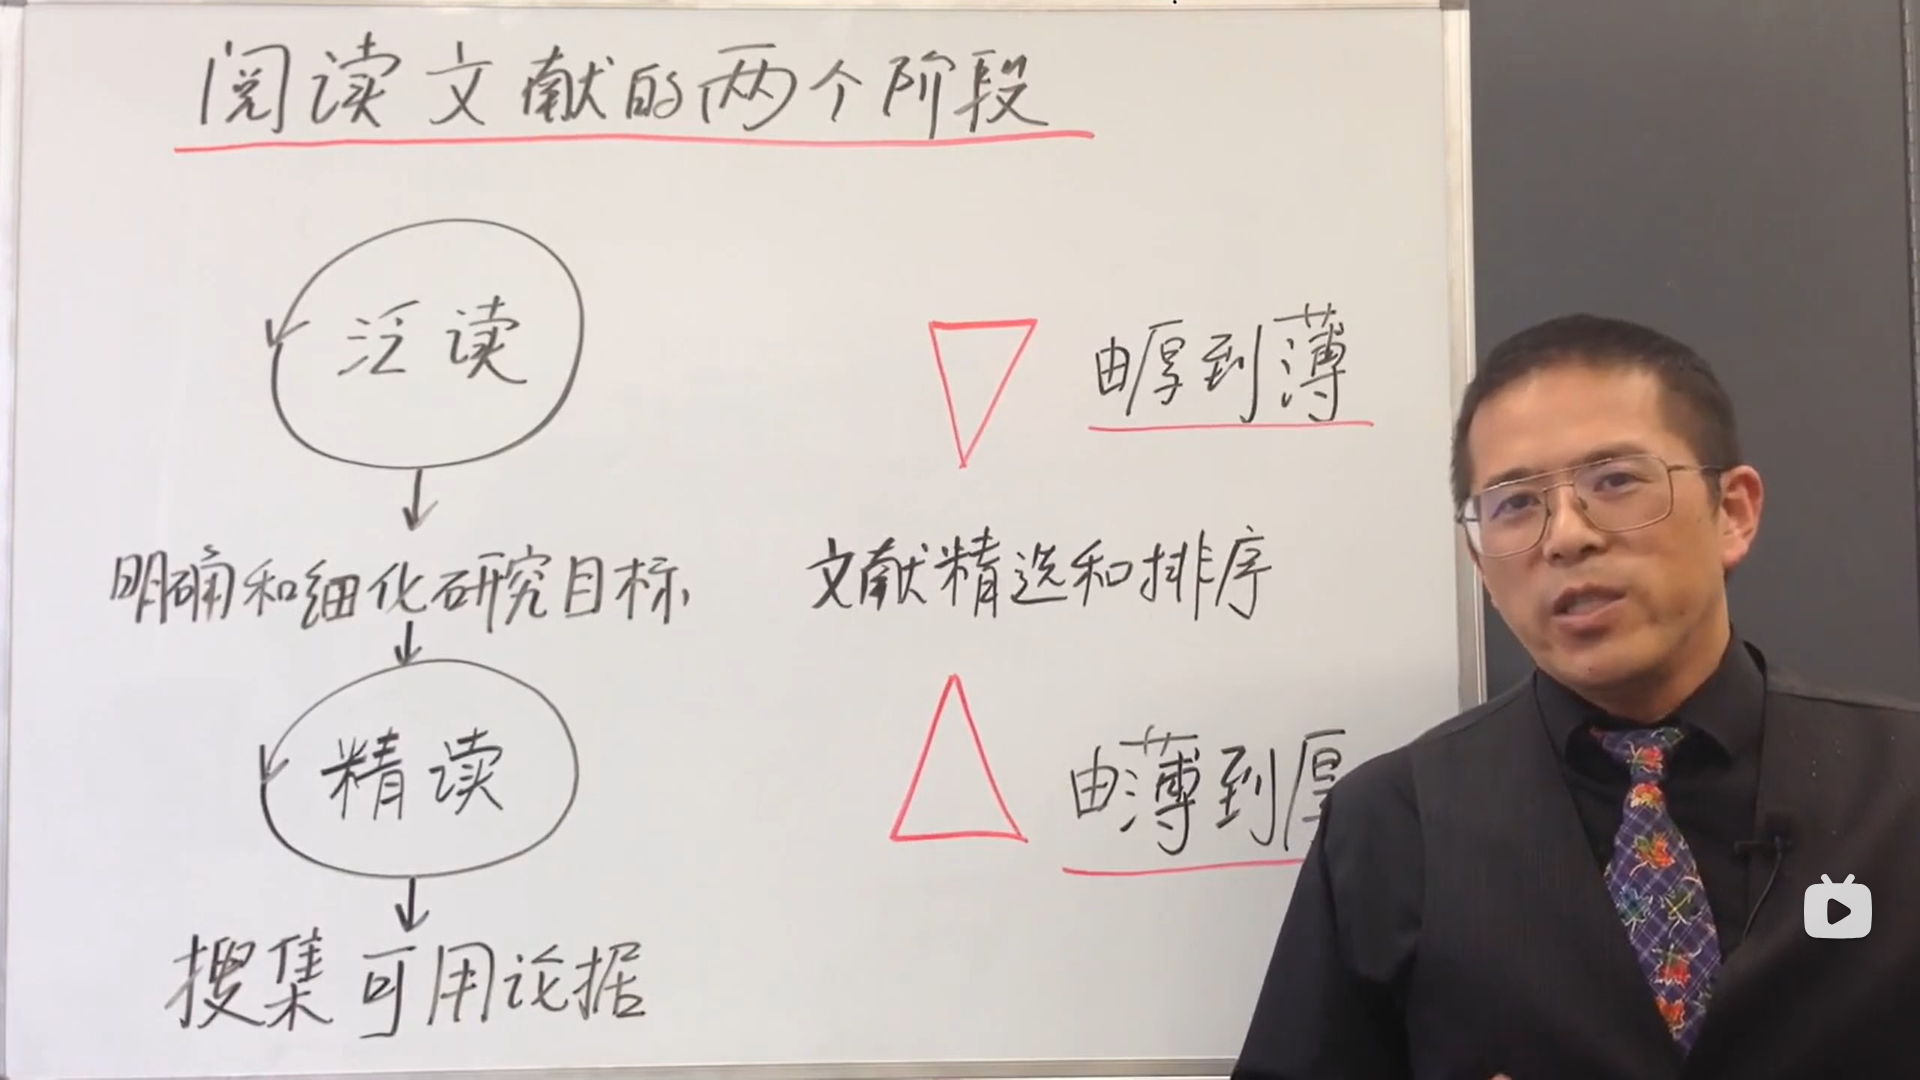 阅读文献的两个阶段
泛读
由厚到薄
明确和细化研究目标
文献精选和排序
精读
由薄到厚
搜集可用论据